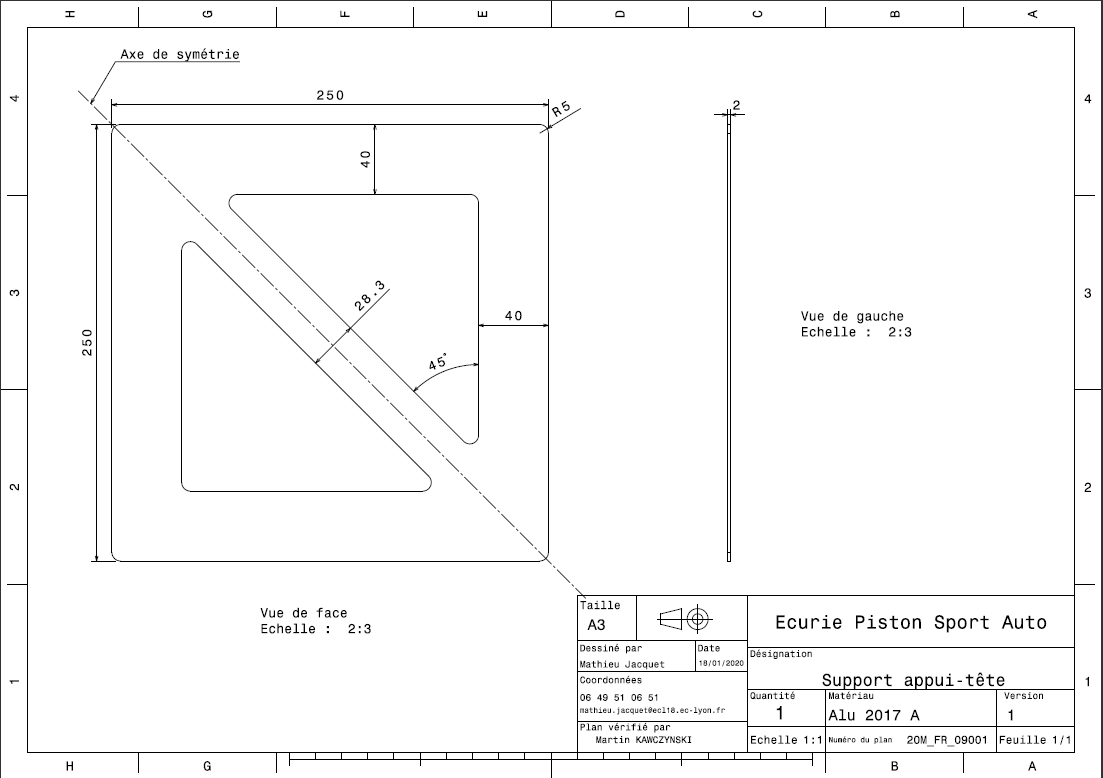 H G F E D C B A
Axe de symétrie
250
R5
2
4
4
40
250
28.3
40
45°
3
3
Vue de gauche
Echelle : 2:3
2
2
Vue de face
Echelle : 2:3
1
1
Taille
A3
Ecurie Piston Sport Auto
Dessiné par
Mathieu Jacquet
Date
18/01/2020
Désignation
Support appui-tête
Coordonnées
06 49 51 06 51
mathieu.jacquet@ecl18.ec-lyon.fr
Quantité
1
Matériau
Alu 2017 A
Version
1
Plan vérifié par
Martin KAWCZYNSKI
Echelle 1:1
Numéro du plan 20M_FR_09001
Feuille 1/1
H G B A